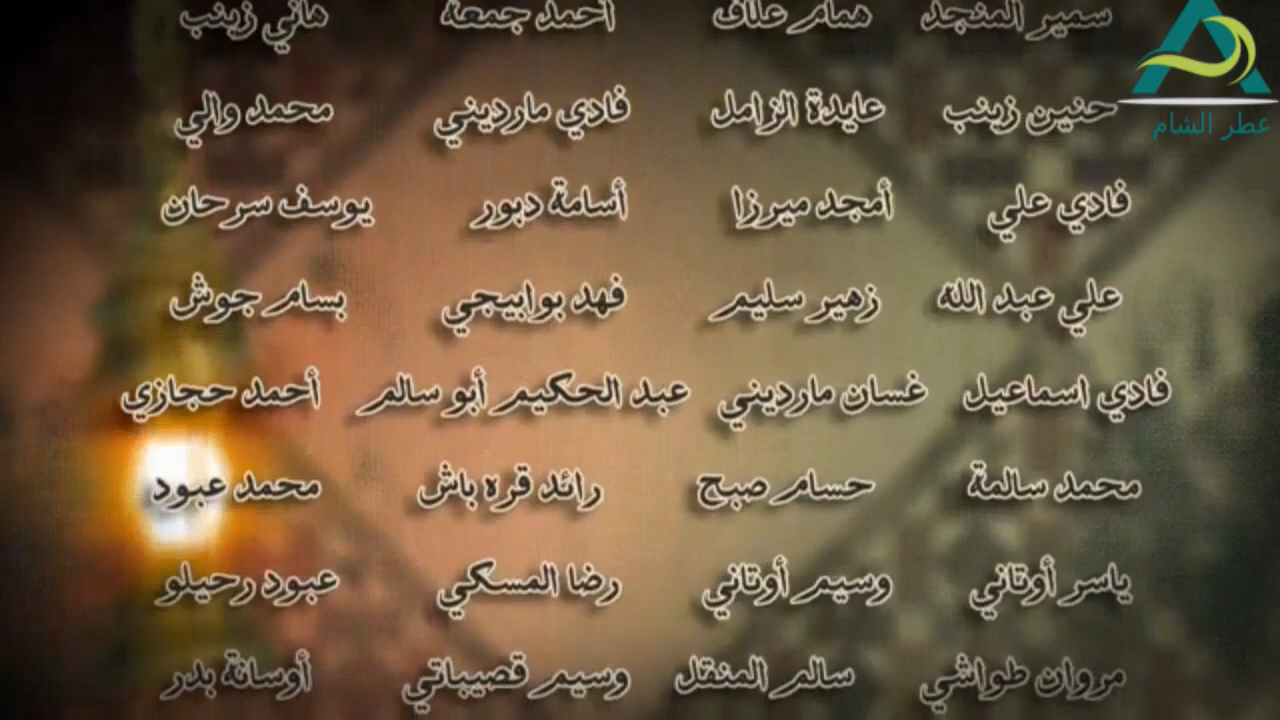 سمير المنجد همام علاف أحمد جمعة هاني زينب
عطر الشام
حنين زينب عايدة الزامل فادي مارديني محمد والي
فادي علي أمجد ميرزا أسامة دبور يوسف سرحان
علي عبد الله زهير سليم فهد بوابيجي بسام جوش
فادي اسماعيل غسان مارديني عبد الحكيم أبو سالم أحمد حجازي
محمد سالمة حسام صبح رائد قره باش محمد عبود
ياسر أوتاني وسيم أوتاني رضا المسكي عبود رحيلو
مروان طواشي سالم المنقل وسيم قصيباتي أوسانة بدر